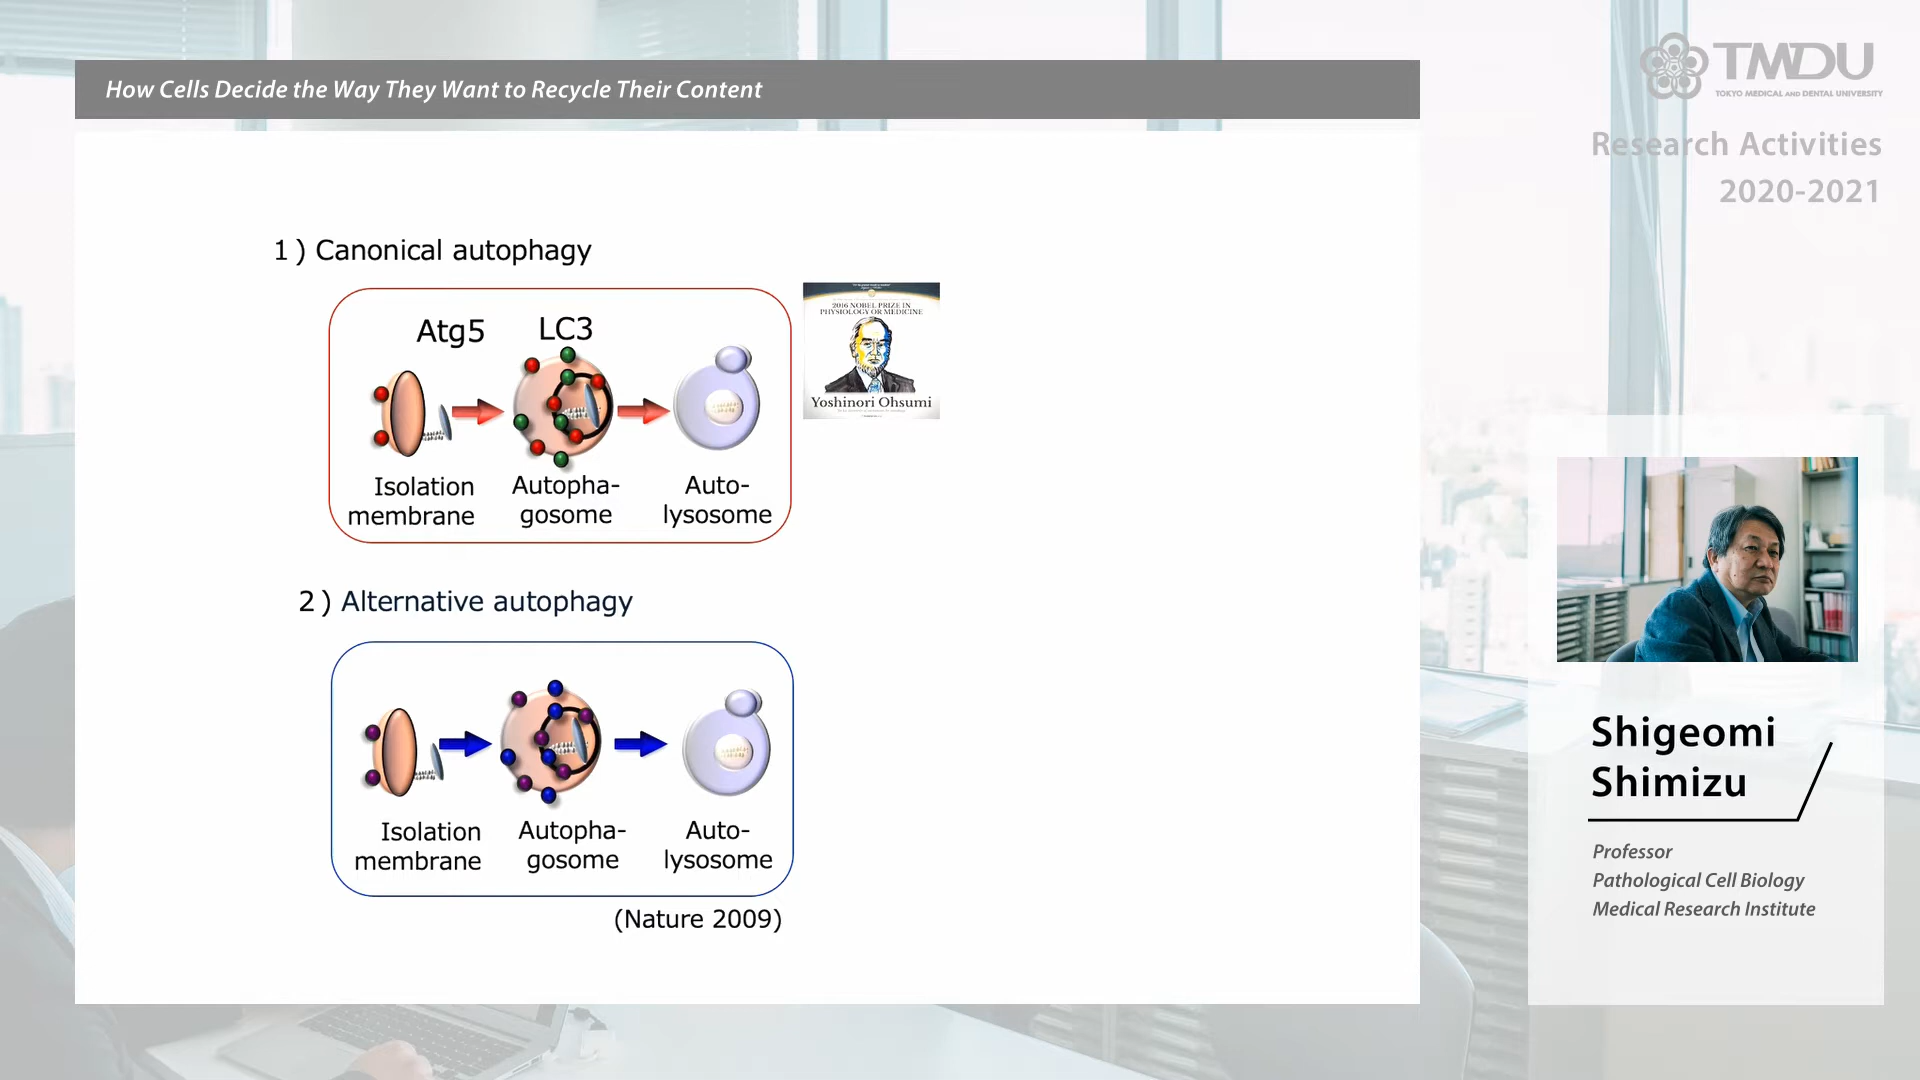 How Cells Decide the Way They Want to Recycle Their Content
TMDU
TOKYO MEDICAL AND DENTAL UNIVERSITY
Research Activities
2020-2021
1) Canonical autophagy
Atg5 LC3
Isolation
membrane
Autopha-
gosome
Auto-
lysosome
2016 NOBEL PRIZE IN
PHYSIOLOGY OR MEDICINE
Yoshinori Ohsumi
2) Alternative autophagy
Isolation
membrane
Autopha-
gosome
Auto-
lysosome
(Nature 2009)
Shigeomi
Shimizu
Professor
Pathological Cell Biology
Medical Research Institute